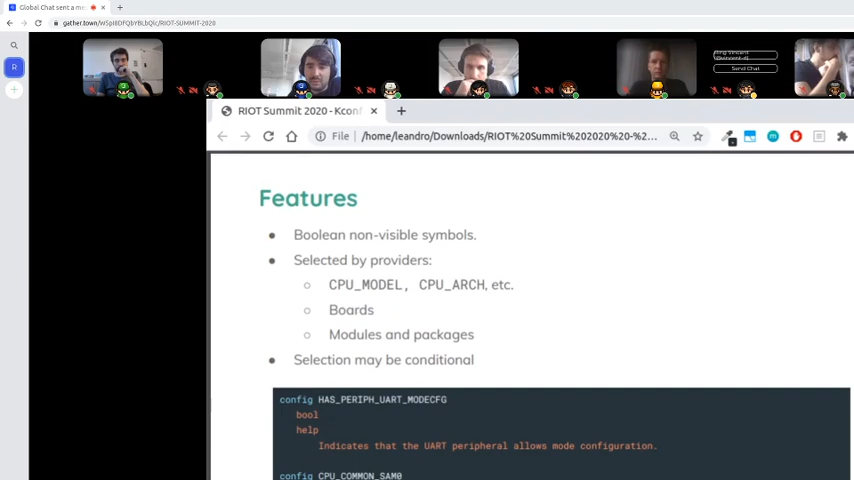 Global Chat sent a me
gather.town/WSpIIIDFQbYBLbQlc/RIOT-SUMMIT-2020
R
Send Chat
RIOT Summit 2020 - Kconf
File
/home/leandro/Downloads/RIOT%20Summit%202020%20-%2...
Features
Boolean non-visible symbols.
Selected by providers:
CPU_MODEL, CPU_ARCH, etc.
Boards
Modules and packages
Selection may be conditional
config HAS_PERIPH_UART_MODECFG
bool
help
Indicates that the UART peripheral allows mode configuration.
config CPU_COMMON_SAM0